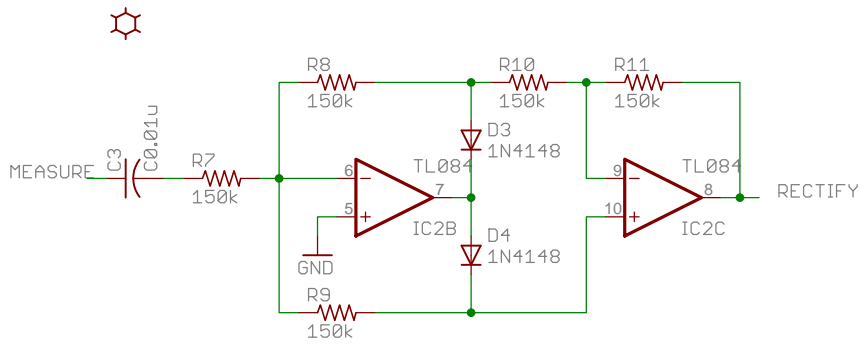 R8
150k
R10
150k
R11
150k
C3
C0.01u
MEASURE
R7
150k
D3
1N4148
TL084
6
7
5
IC2B
GND
TL084
9
8
10
IC2C
RECTIFY
D4
1N4148
R9
150k